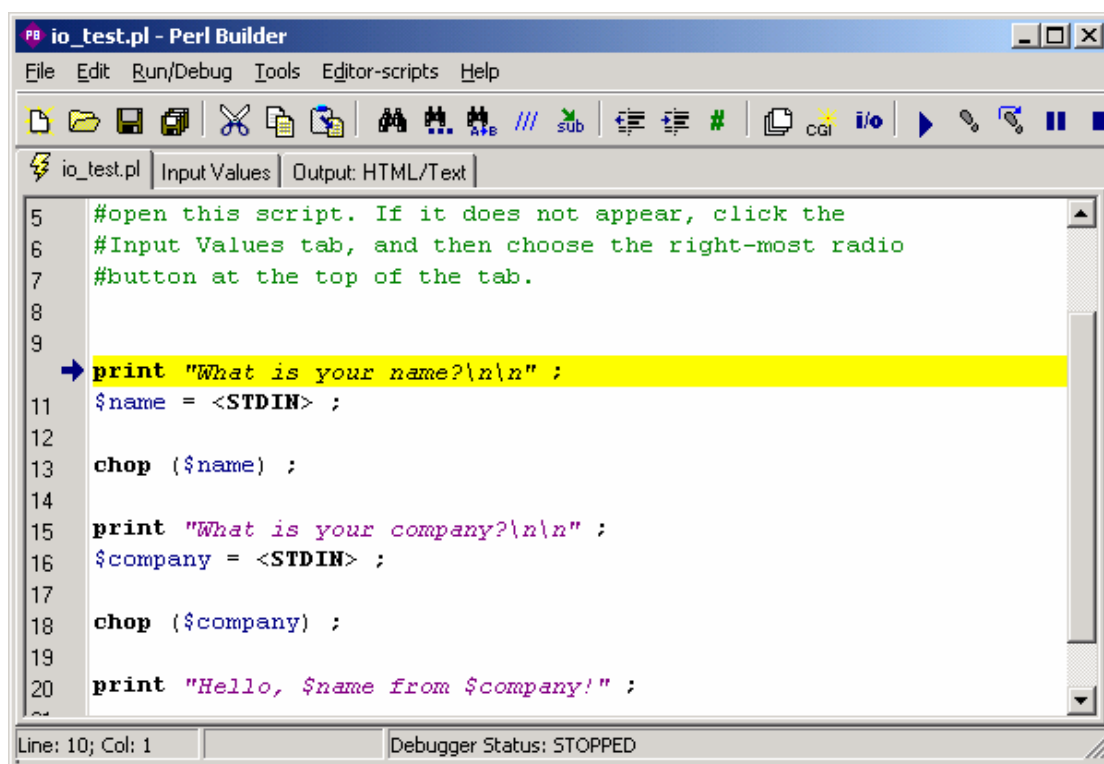 PB io_test.pl - Perl Builder
File Edit Run/Debug Tools Editor-scripts Help
A+B /// sub # CGI i/o
io_test.pl Input Values Output: HTML/Text
5 #open this script. If it does not appear, click the
6 #Input Values tab, and then choose the right-most radio
7 #button at the top of the tab.
8
9
print "What is your name?\n\n" ;
11 $name = <STDIN> ;
12
13 chop ($name) ;
14
15 print "What is your company?\n\n" ;
16 $company = <STDIN> ;
17
18 chop ($company) ;
19
20 print "Hello, $name from $company!" ;
Line: 10; Col: 1 Debugger Status: STOPPED